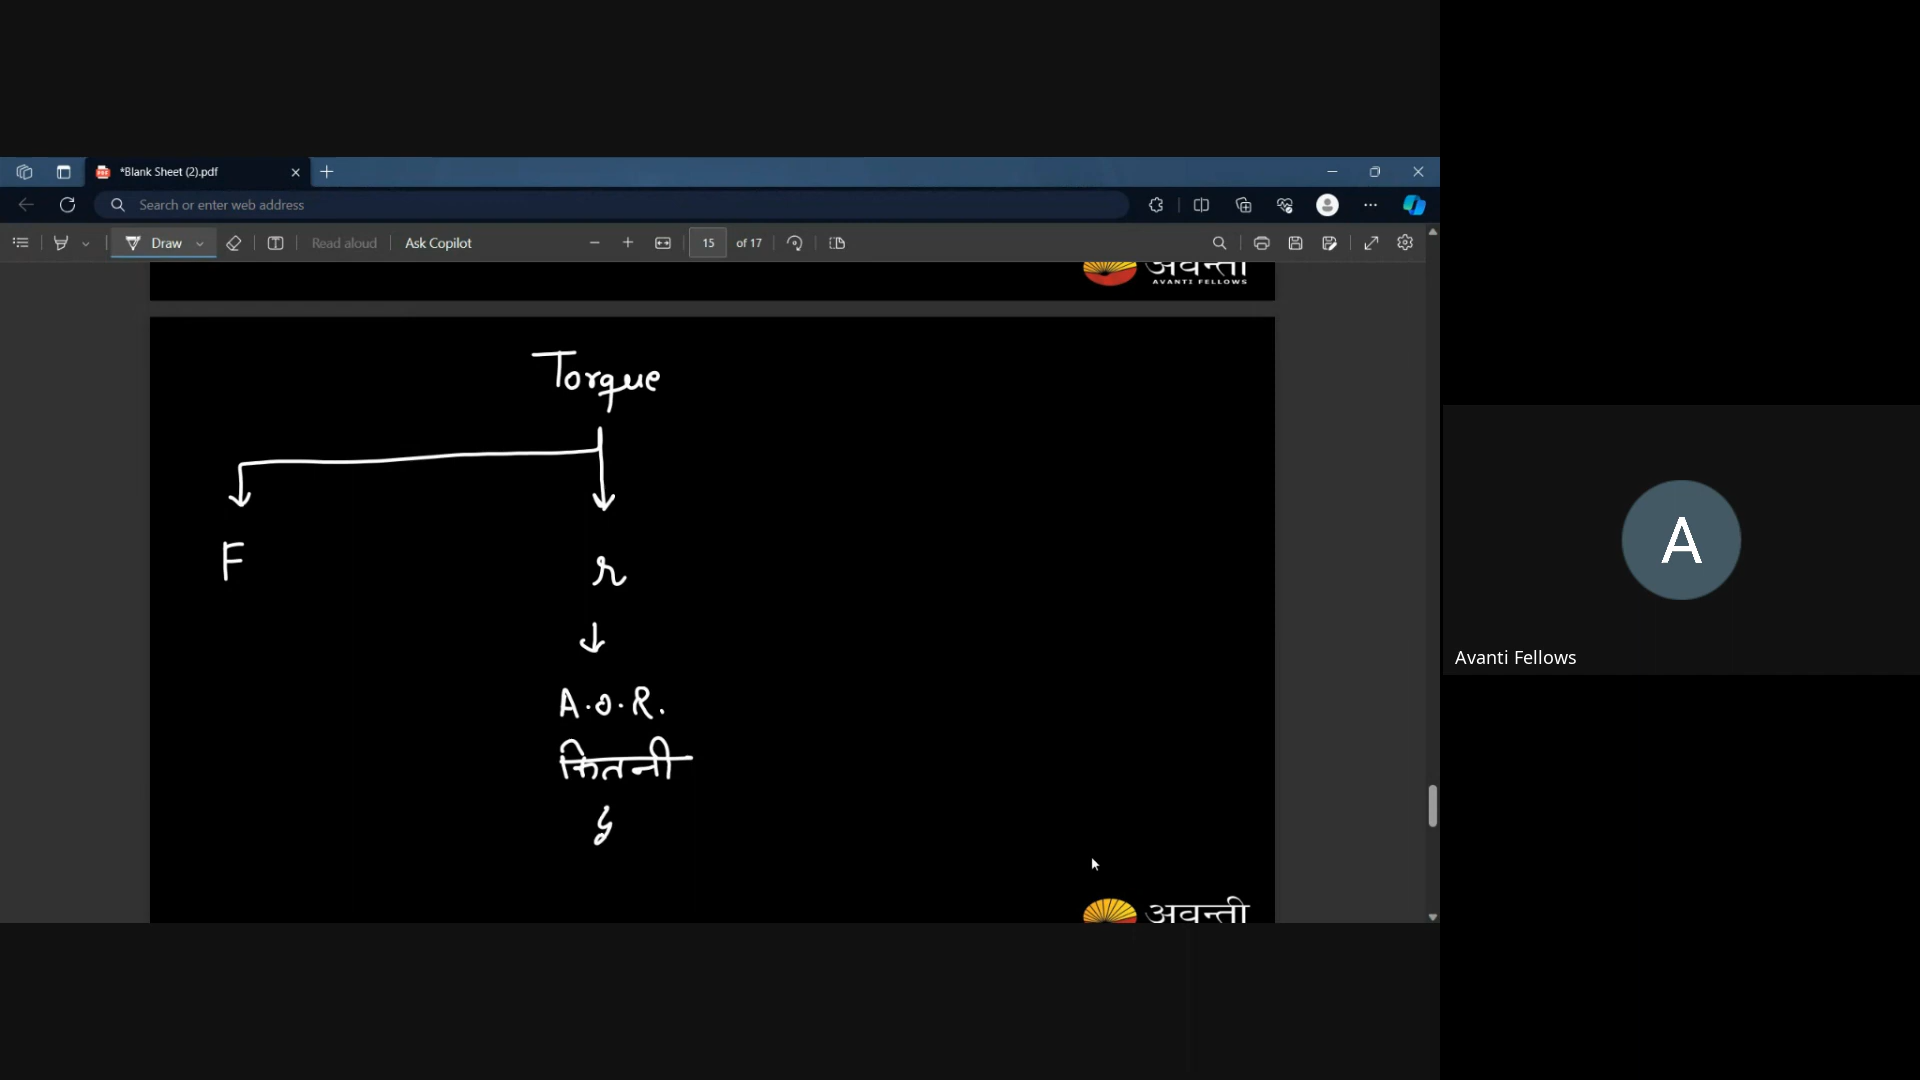 *Blank Sheet (2).pdf
Search or enter web address
Draw
Read aloud
Ask Copilot
15 of 17
अवन्ती
AVANTI FELLOWS
Torque
F
r
A.O.R.
कितनी
अवन्ती
A
Avanti Fellows